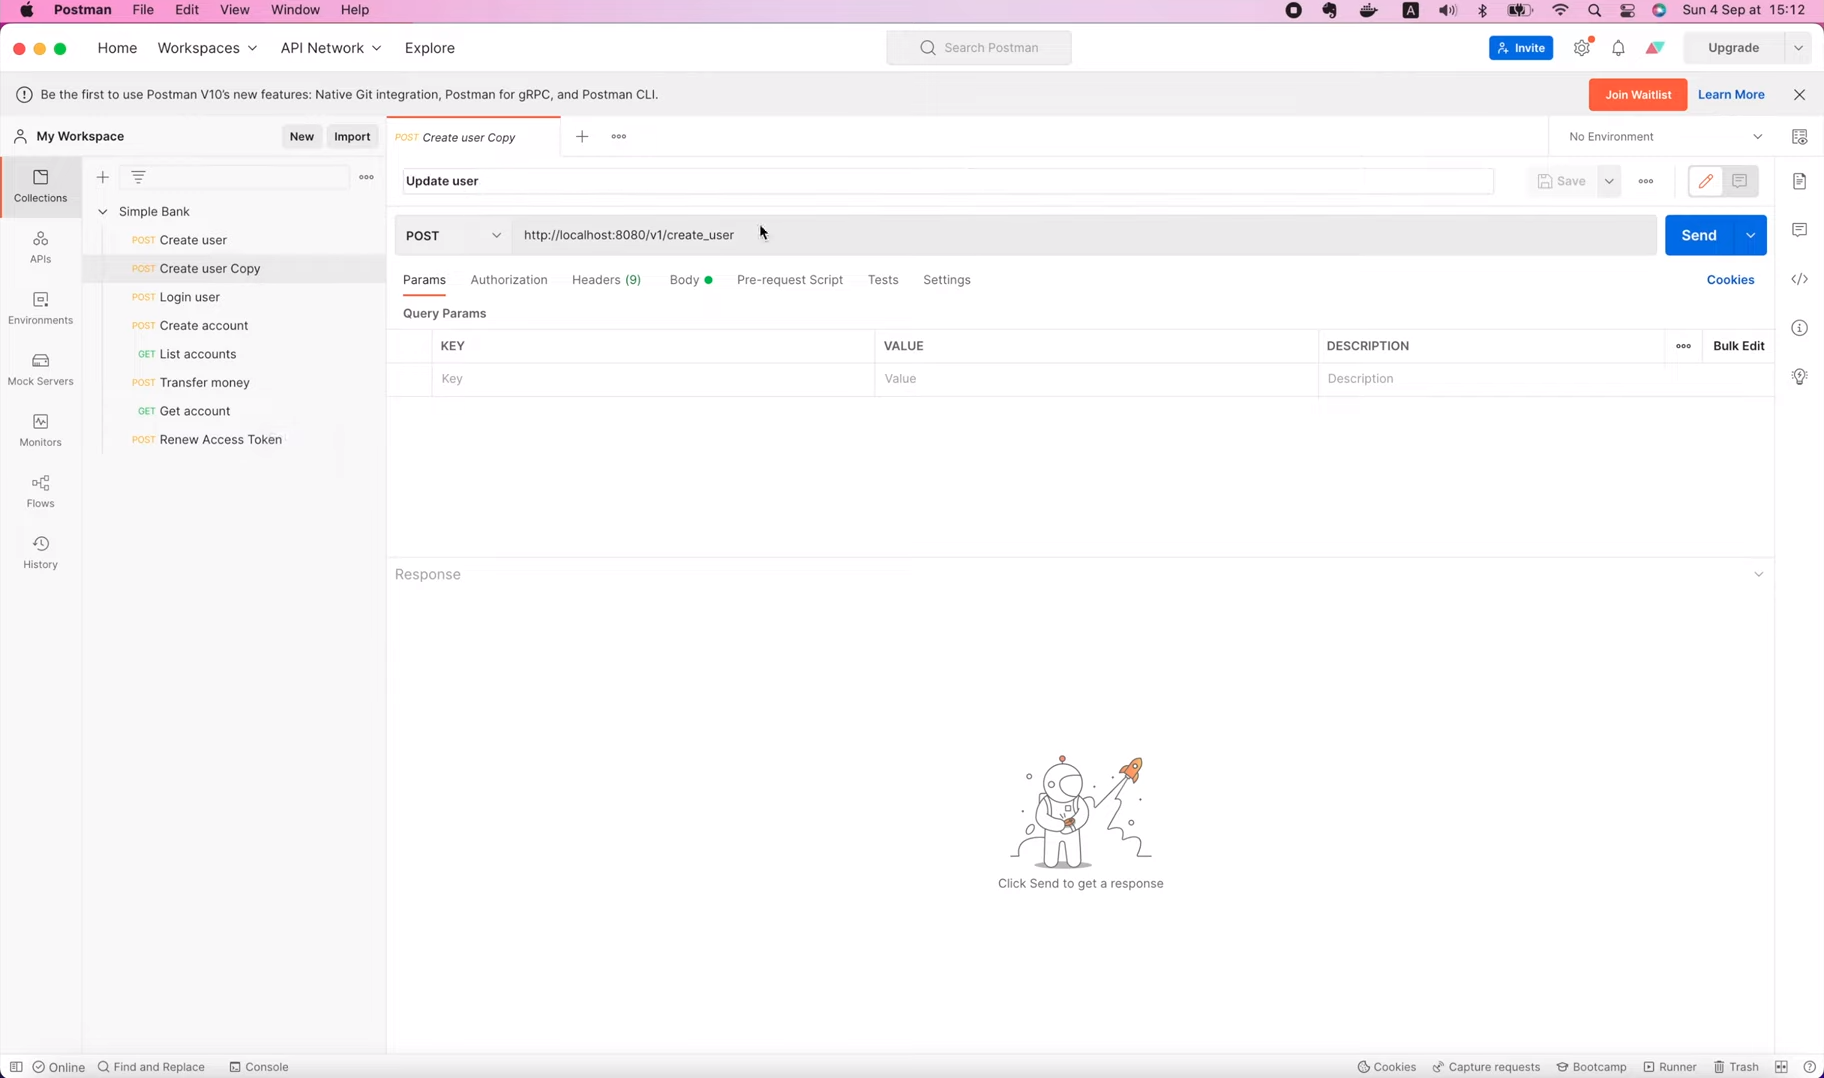 Postman File Edit View Window Help
A Sun 4 Sep at 15:12
Home Workspaces API Network Explore
Search Postman
Invite
Upgrade
Be the first to use Postman V10's new features: Native Git integration, Postman for gRPC, and Postman CLI.
Join Waitlist Learn More
My Workspace
New Import
POST Create user Copy
No Environment
Collections
APIs
Environments
Mock Servers
Monitors
Flows
History
Simple Bank
POST Create user
POST Create user Copy
POST Login user
POST Create account
GET List accounts
POST Transfer money
GET Get account
POST Renew Access Token
Update user
Save
POST http://localhost:8080/v1/create_user
Send
Params Authorization Headers (9) Body Pre-request Script Tests Settings
Cookies
Query Params
KEY VALUE DESCRIPTION
Bulk Edit
Key Value Description
Response
Click Send to get a response
Online Find and Replace Console
Cookies Capture requests Bootcamp Runner Trash